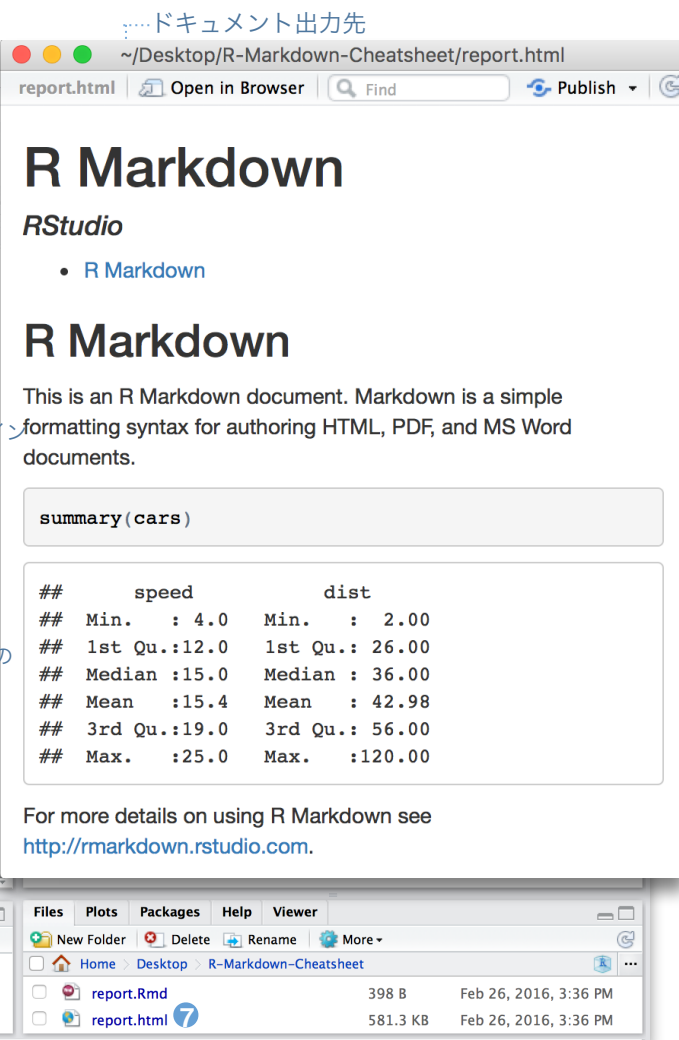 ドキュメント出力先
~/Desktop/R-Markdown-Cheatsheet/report.html
report.html Open in Browser Find Publish
R Markdown
RStudio
• R Markdown
R Markdown
This is an R Markdown document. Markdown is a simple
ン
formatting syntax for authoring HTML, PDF, and MS Word
documents.
summary(cars)
##      speed           dist
##  Min.   : 4.0   Min.   :  2.00
##  1st Qu.:12.0   1st Qu.: 26.00
##  Median :15.0   Median : 36.00
##  Mean   :15.4   Mean   : 42.98
##  3rd Qu.:19.0   3rd Qu.: 56.00
##  Max.   :25.0   Max.   :120.00
の
For more details on using R Markdown see
http://rmarkdown.rstudio.com.
Files Plots Packages Help Viewer
New Folder Delete Rename More
Home Desktop R-Markdown-Cheatsheet R ...
report.Rmd 398 B Feb 26, 2016, 3:36 PM
report.html 7 581.3 KB Feb 26, 2016, 3:36 PM